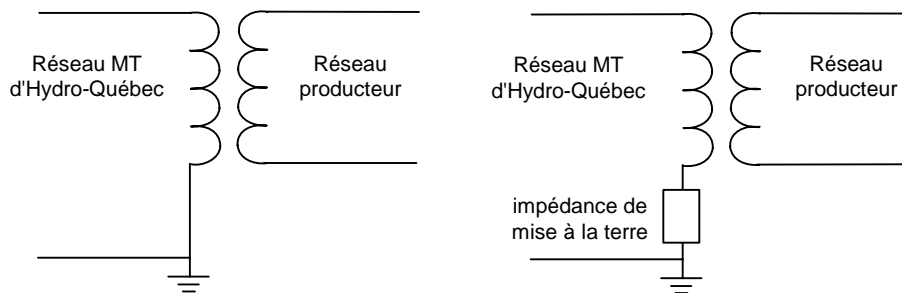 Réseau MT
d'Hydro-Québec
Réseau
producteur
Réseau MT
d'Hydro-Québec
Réseau
producteur
impédance de
mise à la terre